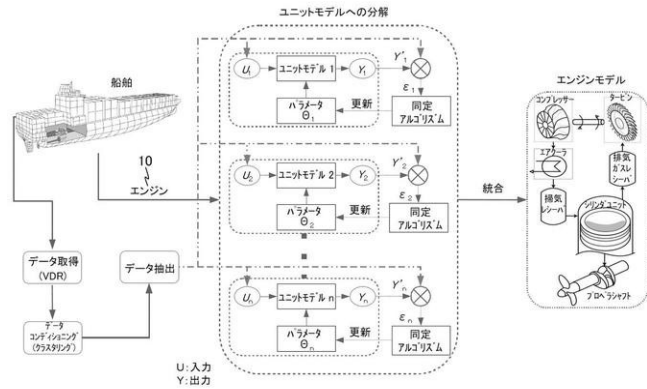 ユニットモデルへの分解
船舶
10
エンジン
データ取得
(VDR)
データ
コンディショニング
(クラスタリング)
データ抽出
U1
ユニットモデル 1
Y1
Y*1
ε1
パラメータ
Θ1
更新
同定
アルゴリズム
U2
ユニットモデル 2
Y2
Y*2
ε2
パラメータ
Θ2
更新
同定
アルゴリズム
Un
ユニットモデル n
Yn
Y*n
εn
パラメータ
Θn
更新
同定
アルゴリズム
U:入力
Y:出力
統合
エンジンモデル
コンプレッサー
タービン
エアクーラ
排気
ガスレ
シーバ
掃気
レシーバ
シリンダユニット
プロペラシャフト